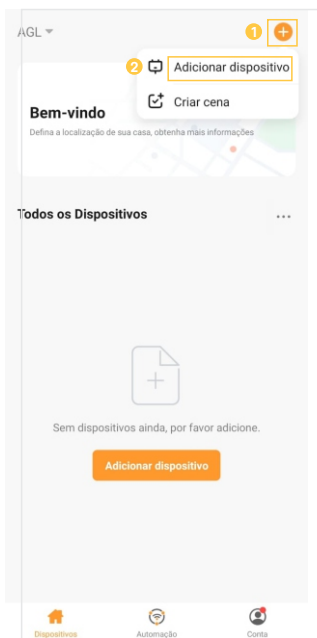 AGL
1
2 Adicionar dispositivo
Criar cena
Bem-vindo
Defina a localização de sua casa, obtenha mais informações
Todos os Dispositivos
...
Sem dispositivos ainda, por favor adicione.
Adicionar dispositivo
Dispositivos
Automação
Conta